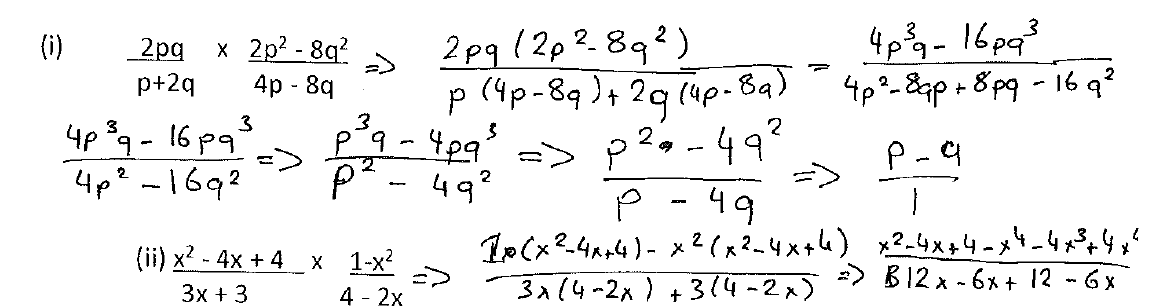 (i) 2pq/(p+2q) x (2p² - 8q²)/(4p - 8q) => 2pq(2p² - 8q²)/(p(4p-8q)+2q(4p-8q)) = (4p³q - 16pq³)/(4p² - 8qp + 8pq - 16q²)
(4p³q - 16pq³)/(4p² - 16q²) => (p³q - 4pq³)/(p² - 4q²) => (p² - 4q²)/(p - 4q) => (p - q)/1
(ii) (x² - 4x + 4)/(3x + 3) x (1-x²)/(4 - 2x) => (x²-4x+4) - x²(x²-4x+4)/(3x(4-2x) + 3(4-2x)) => (x²-4x+4-x⁴-4x³+4x⁴)/(12x - 6x + 12 - 6x)